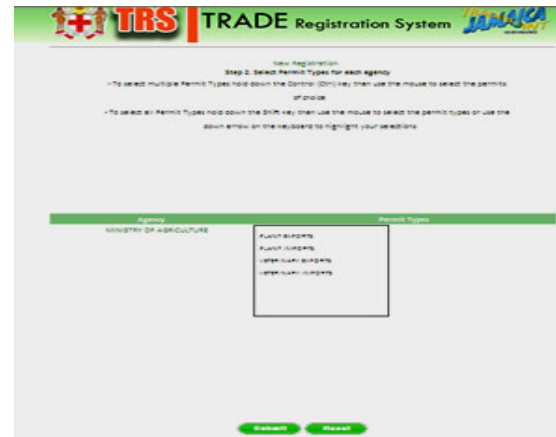 TRS TRADE Registration System JAMAICA
New Registration
Step 2. Select Permit Types for each agency
- To select multiple Permit Types hold down the Control (Ctrl) key then use the mouse to select the permits
of choice
- To select all Permit Types hold down the Shift key then use the mouse to select the permit types or use the
down arrow on the keyboard to highlight your selections
Agency Permit Types
MINISTRY OF AGRICULTURE
PLANT EXPORTS
PLANT IMPORTS
VETERINARY EXPORTS
VETERINARY IMPORTS
Submit Reset